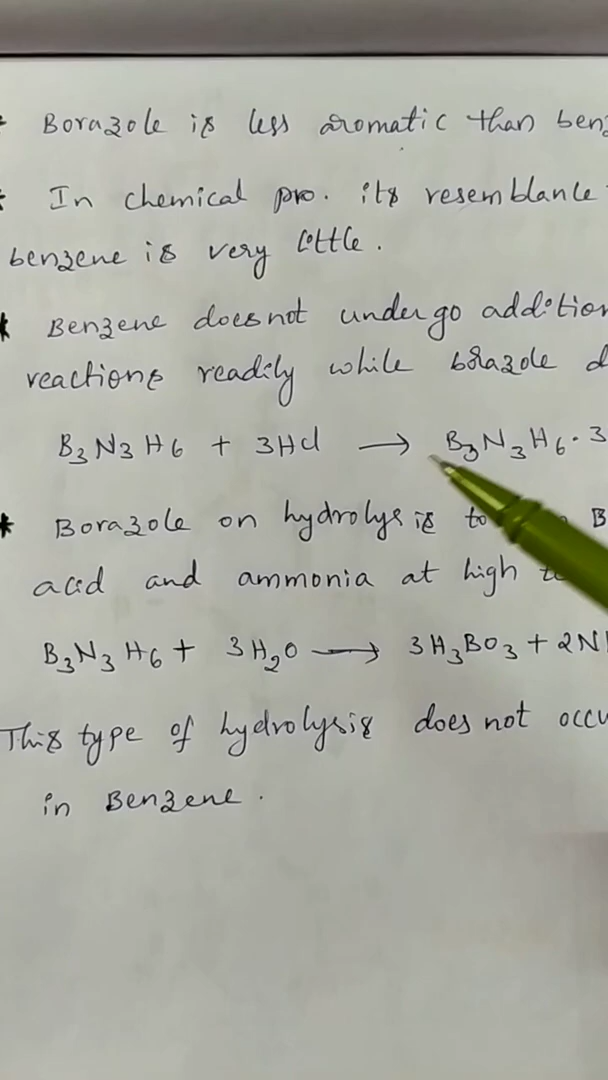 Borazole is less aromatic than benz
* In chemical pro. its resemblance
benzene is very little.
* Benzene does not undergo addition
reactions readily while borazole d
B3N3H6 + 3Hcl → B3N3H6.3
* Borazole on hydrolysis to B
acid and ammonia at high te
B3N3H6 + 3H2O → 3H3BO3 + 2N
This type of hydrolysis does not occu
in Benzene.